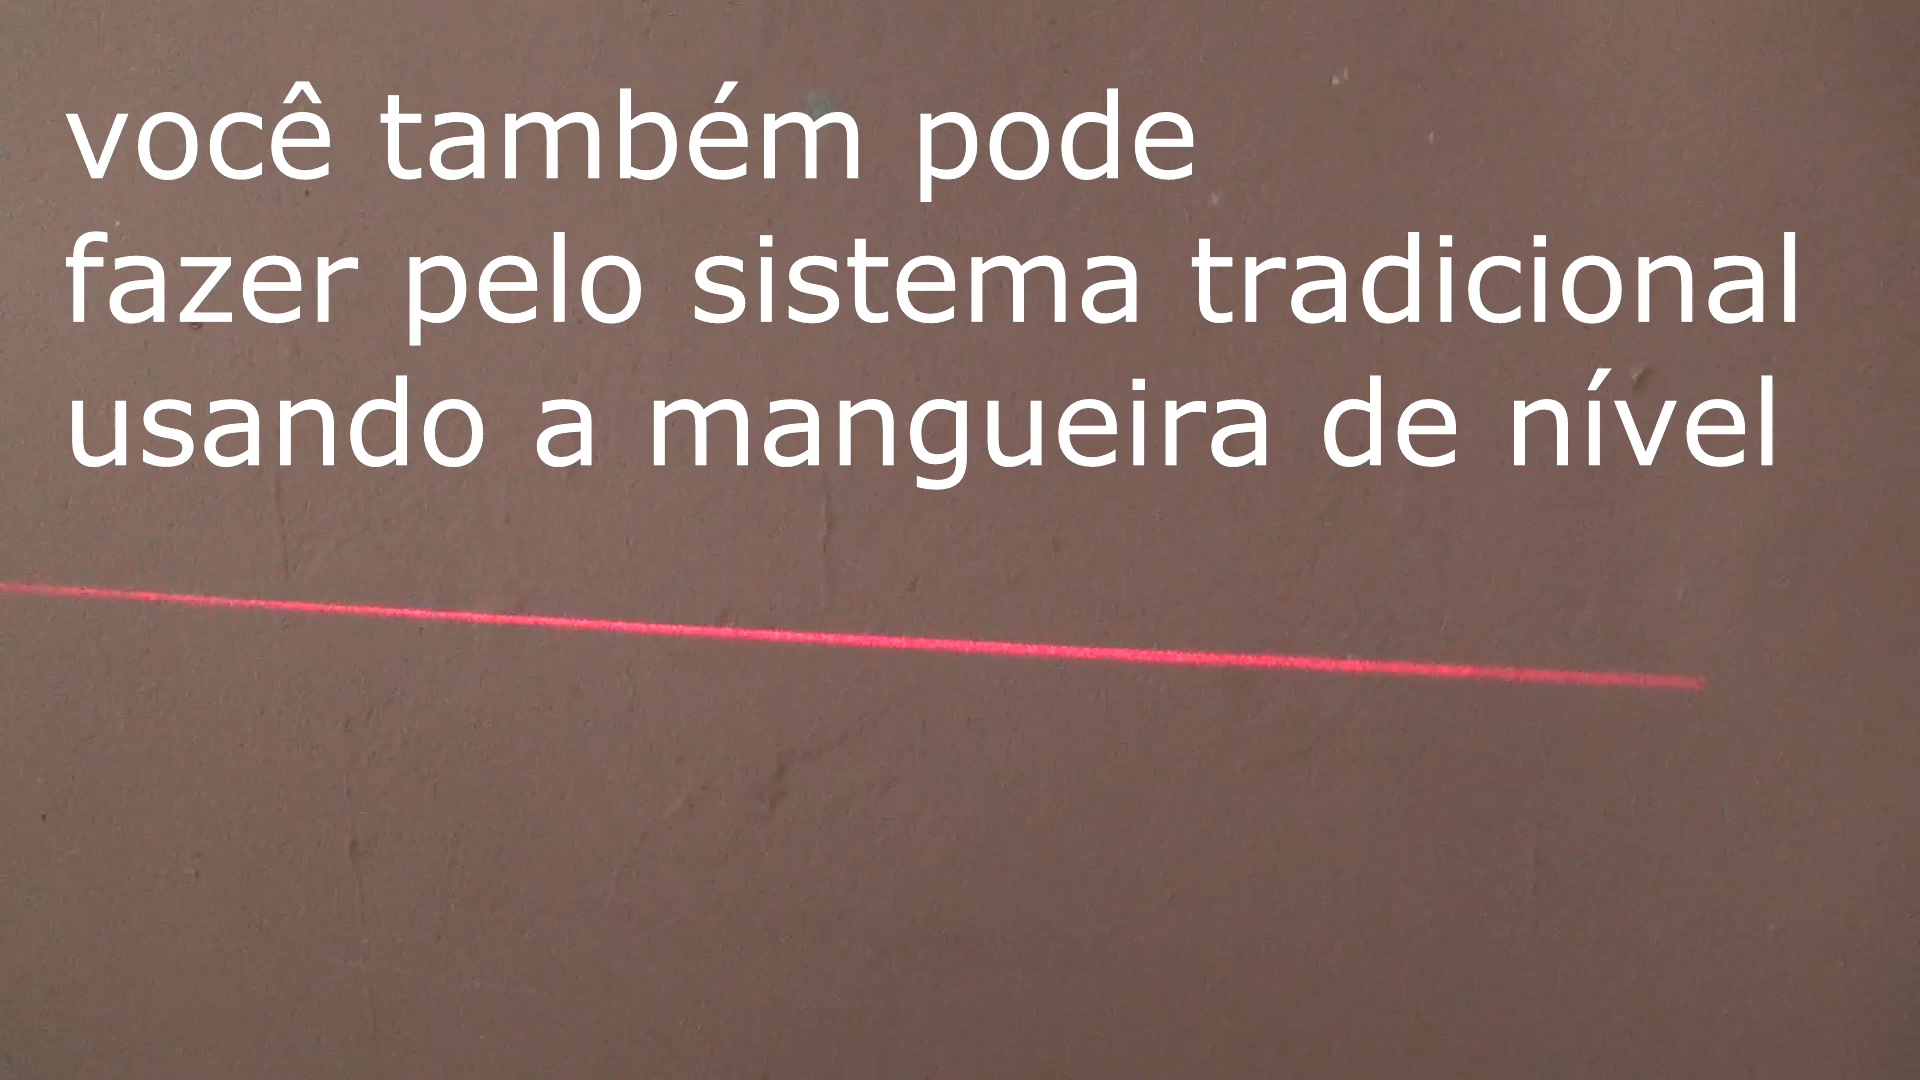 você também pode
fazer pelo sistema tradicional
usando a mangueira de nível